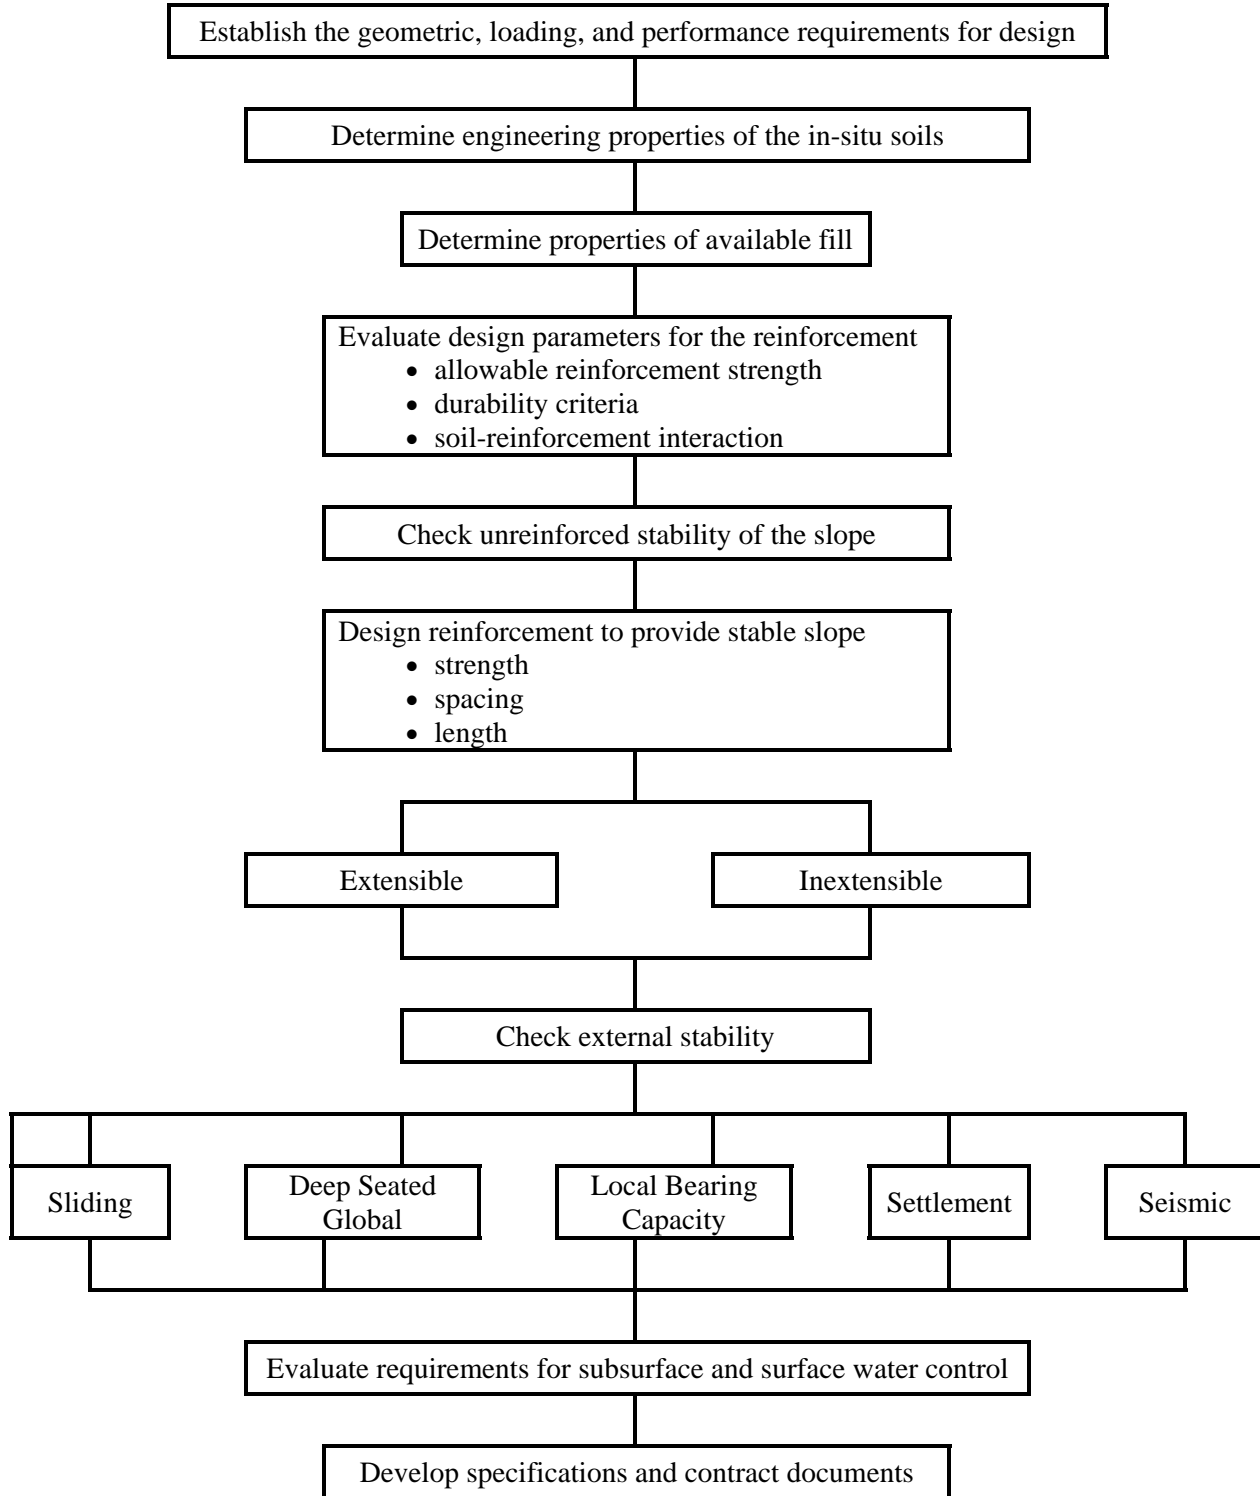 Establish the geometric, loading, and performance requirements for design
Determine engineering properties of the in-situ soils
Determine properties of available fill
Evaluate design parameters for the reinforcement
• allowable reinforcement strength
• durability criteria
• soil-reinforcement interaction
Check unreinforced stability of the slope
Design reinforcement to provide stable slope
• strength
• spacing
• length
Extensible
Inextensible
Check external stability
Sliding
Deep Seated
Global
Local Bearing
Capacity
Settlement
Seismic
Evaluate requirements for subsurface and surface water control
Develop specifications and contract documents